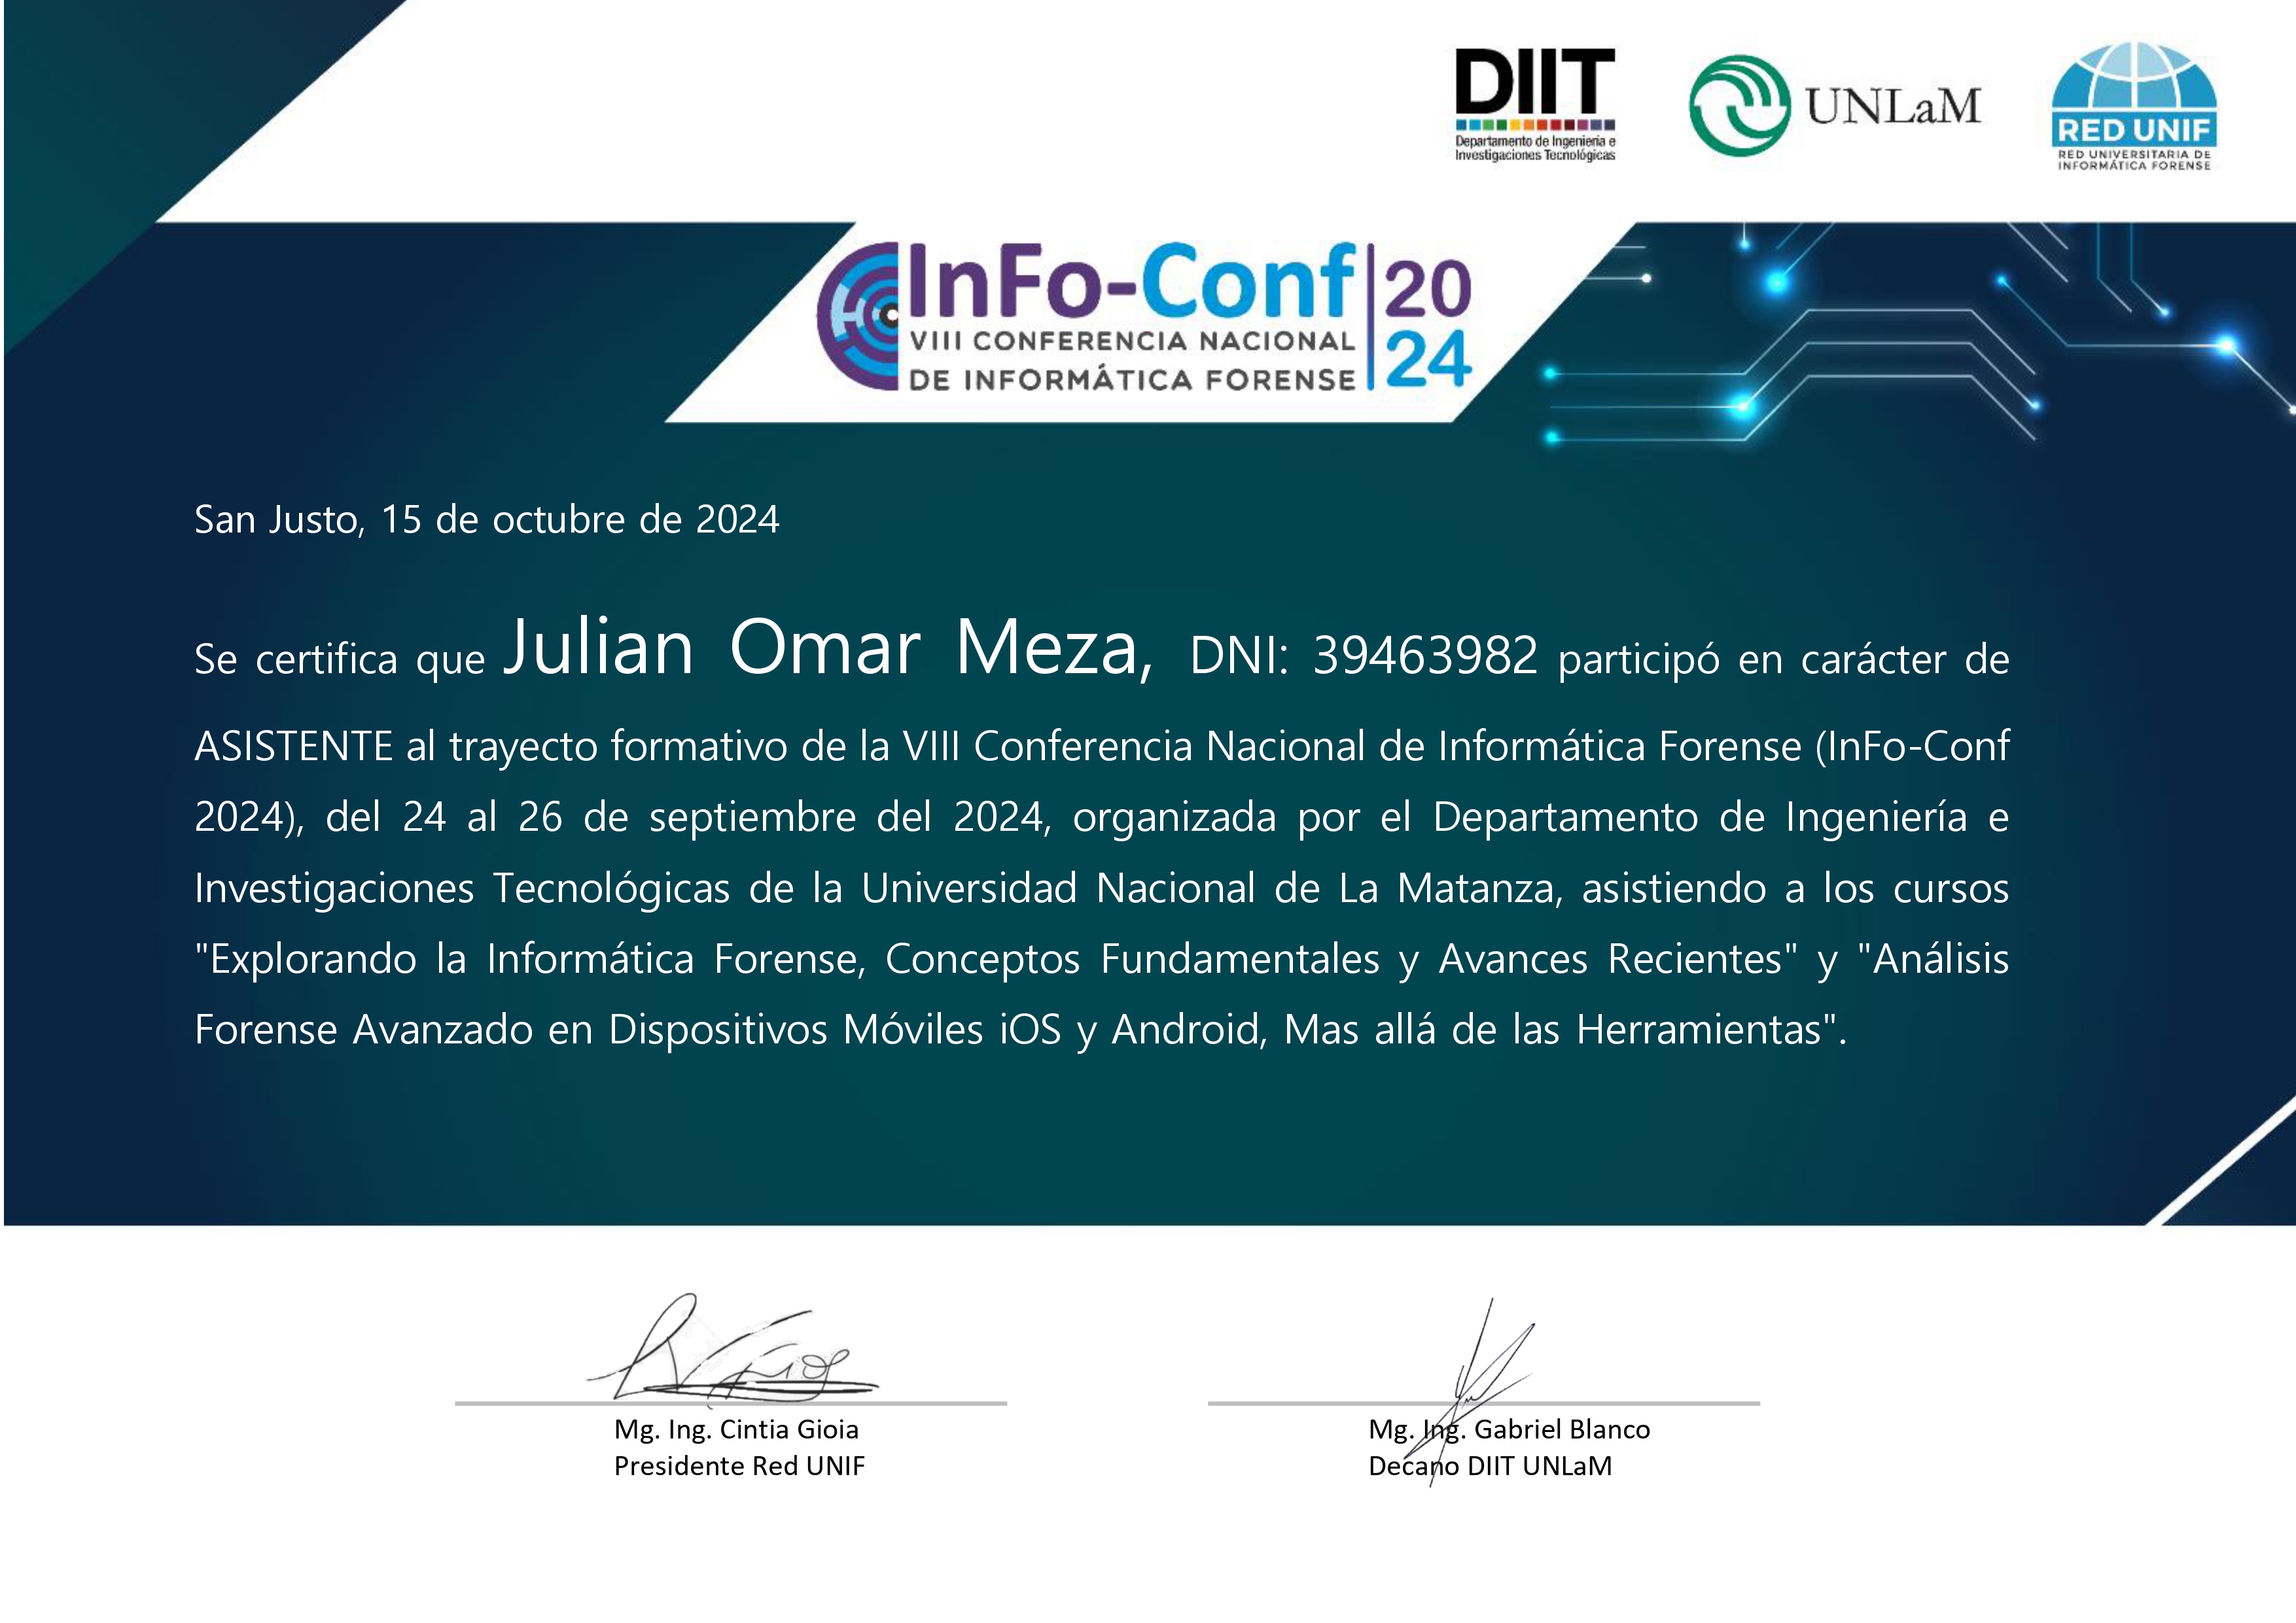 DIIT
Departamento de Ingeniería e
Investigaciones Tecnológicas
UNLaM
RED UNIF
RED UNIVERSITARIA DE
INFORMÁTICA FORENSE
InFo-Conf
VIII CONFERENCIA NACIONAL
DE INFORMÁTICA FORENSE
20
24
San Justo, 15 de octubre de 2024
Se certifica que Julian Omar Meza, DNI: 39463982 participó en carácter de
ASISTENTE al trayecto formativo de la VIII Conferencia Nacional de Informática Forense (InFo-Conf
2024), del 24 al 26 de septiembre del 2024, organizada por el Departamento de Ingeniería e
Investigaciones Tecnológicas de la Universidad Nacional de La Matanza, asistiendo a los cursos
"Explorando la Informática Forense, Conceptos Fundamentales y Avances Recientes" y "Análisis
Forense Avanzado en Dispositivos Móviles iOS y Android, Mas allá de las Herramientas".
Mg. Ing. Cintia Gioia
Presidente Red UNIF
Mg. Ing. Gabriel Blanco
Decano DIIT UNLaM